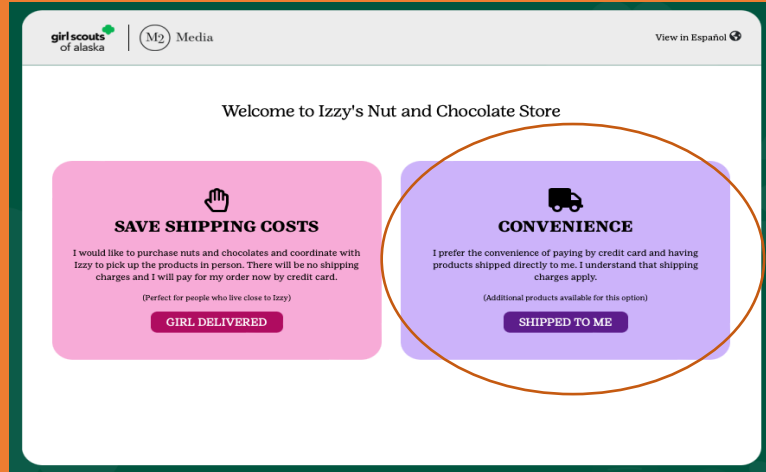 girl scouts
of alaska
M2 Media
View in Español
Welcome to Izzy's Nut and Chocolate Store
SAVE SHIPPING COSTS
I would like to purchase nuts and chocolates and coordinate with
Izzy to pick up the products in person. There will be no shipping
charges and I will pay for my order now by credit card.
(Perfect for people who live close to Izzy)
GIRL DELIVERED
CONVENIENCE
I prefer the convenience of paying by credit card and having
products shipped directly to me. I understand that shipping
charges apply.
(Additional products available for this option)
SHIPPED TO ME